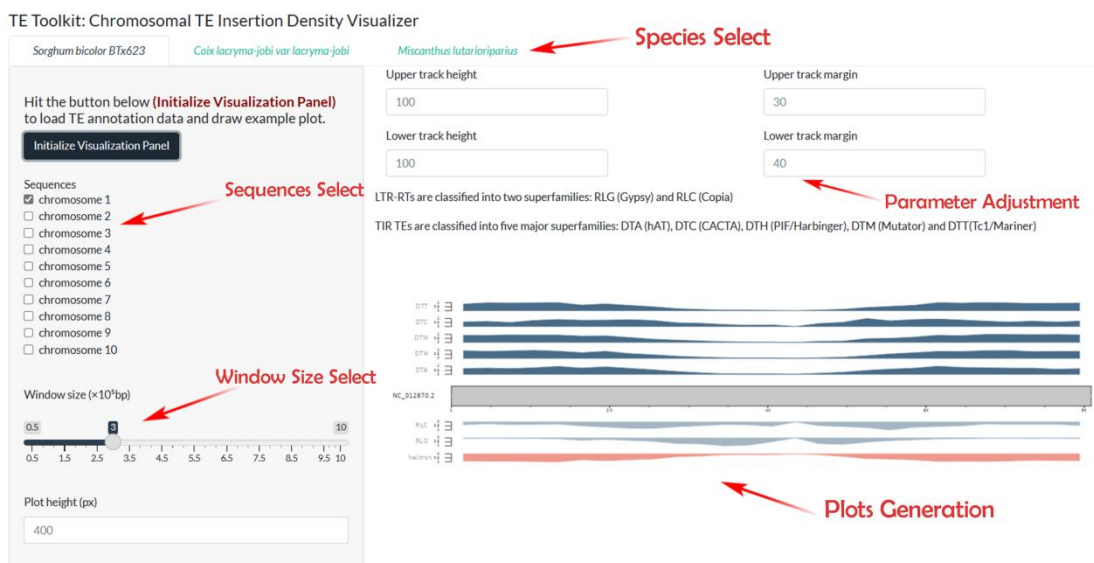 TE Toolkit: Chromosomal TE Insertion Density Visualizer
Sorghum bicolor BTx623
Coix lacryma-jobi var lacryma-jobi
Miscanthus lutarioriparius
Species Select
Hit the button below (Initialize Visualization Panel)
to load TE annotation data and draw example plot.
Initialize Visualization Panel
Sequences
chromosome 1
chromosome 2
chromosome 3
chromosome 4
chromosome 5
chromosome 6
chromosome 7
chromosome 8
chromosome 9
chromosome 10
Sequences Select
Window size (×10⁵bp)
Window Size Select
0.5 3 10
0.5 1.5 2.5 3.5 4.5 5.5 6.5 7.5 8.5 9.5 10
Plot height (px)
400
Upper track height
100
Upper track margin
30
Lower track height
100
Lower track margin
40
Parameter Adjustment
LTR-RTs are classified into two superfamilies: RLG (Gypsy) and RLC (Copia)
TIR TEs are classified into five major superfamilies: DTA (hAT), DTC (CACTA), DTH (PIF/Harbinger), DTM (Mutator) and DTT(Tc1/Mariner)
DTT
DTC
DTM
DTH
DTA
NC_012870.2
RLC
RLG
helitron
Plots Generation